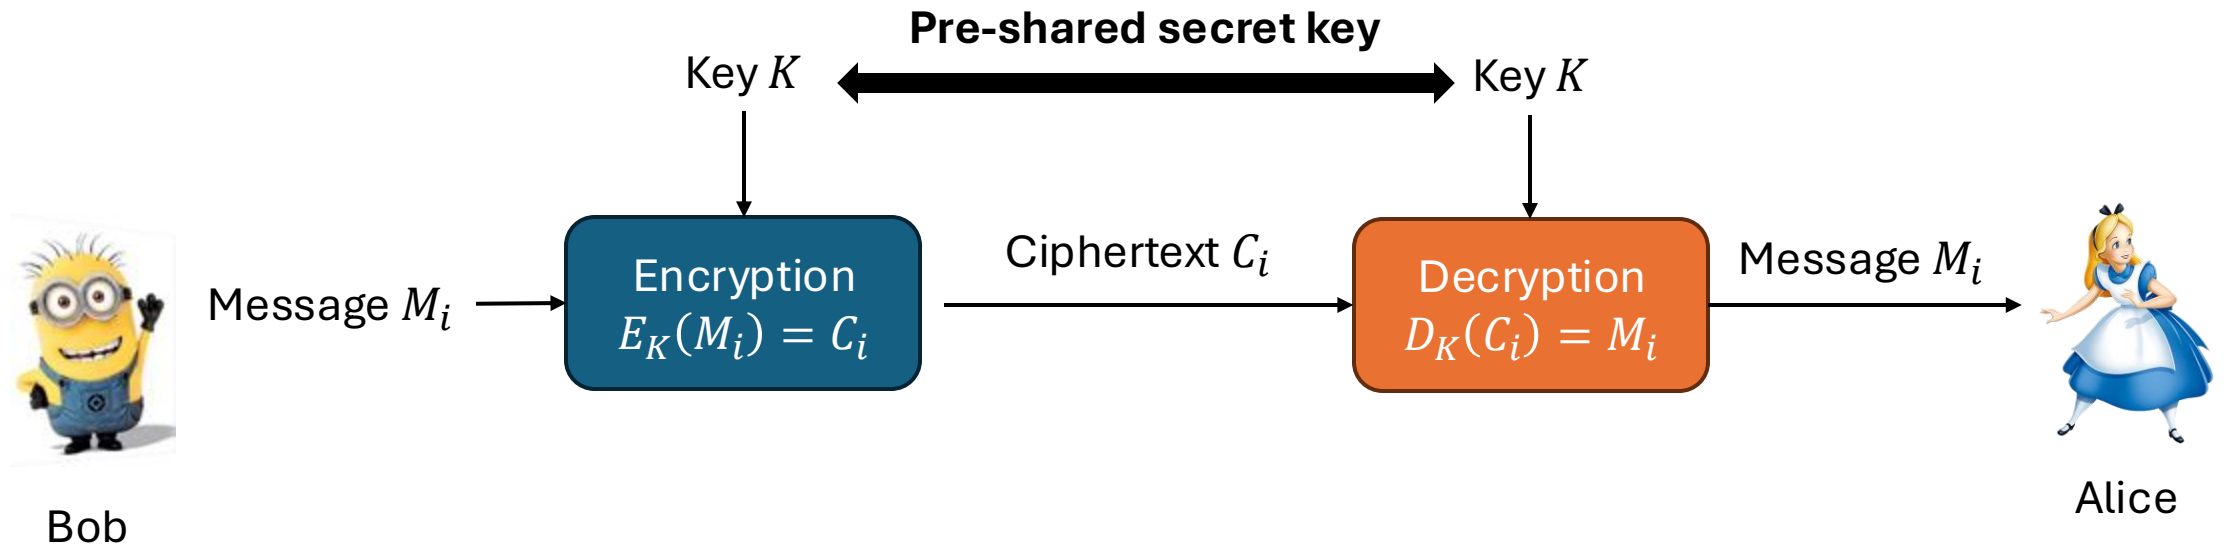 Pre-shared secret key
Key K
Key K
Message M_i
Encryption
E_K(M_i) = C_i
Ciphertext C_i
Decryption
D_K(C_i) = M_i
Message M_i
Bob
Alice